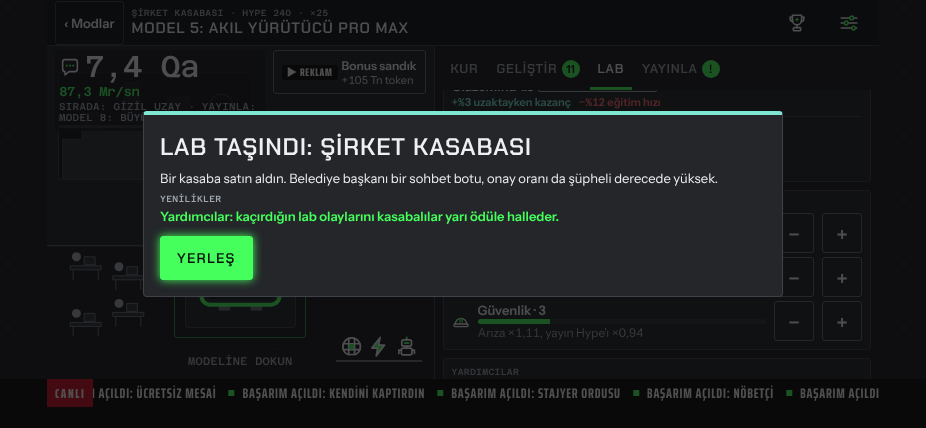 ‹ Modlar
ŞİRKET KASABASI · HYPE 240 · ×25
MODEL 5: AKIL YÜRÜTÜCÜ PRO MAX
7,4 Qa
87,3 Mr/sn
SIRADA: GİZİL UZAY · YAYINLA:
MODEL 8:
REKLAM
Bonus sandık
+105 Tn token
KUR
GELİŞTİR 11
LAB
YAYINLA !
+%3 uzaktayken kazanç −%12 eğitim hızı
LAB TAŞINDI: ŞİRKET KASABASI
Bir kasaba satın aldın. Belediye başkanı bir sohbet botu, onay oranı da şüpheli derecede yüksek.
YENİLİKLER
Yardımcılar: kaçırdığın lab olaylarını kasabalılar yarı ödülle halleder.
YERLEŞ
− +
− +
Güvenlik · 3
Arıza ×1,11, yayın Hype'ı ×0,94
− +
MODELİNE DOKUN
YARDIMCILAR
CANLI
AÇILDI: ÜCRETSİZ MESAİ ■ BAŞARIM AÇILDI: KENDİNİ KAPTIRDIN ■ BAŞARIM AÇILDI: STAJYER ORDUSU ■ BAŞARIM AÇILDI: NÖBETÇİ ■ BAŞARIM AÇILDI